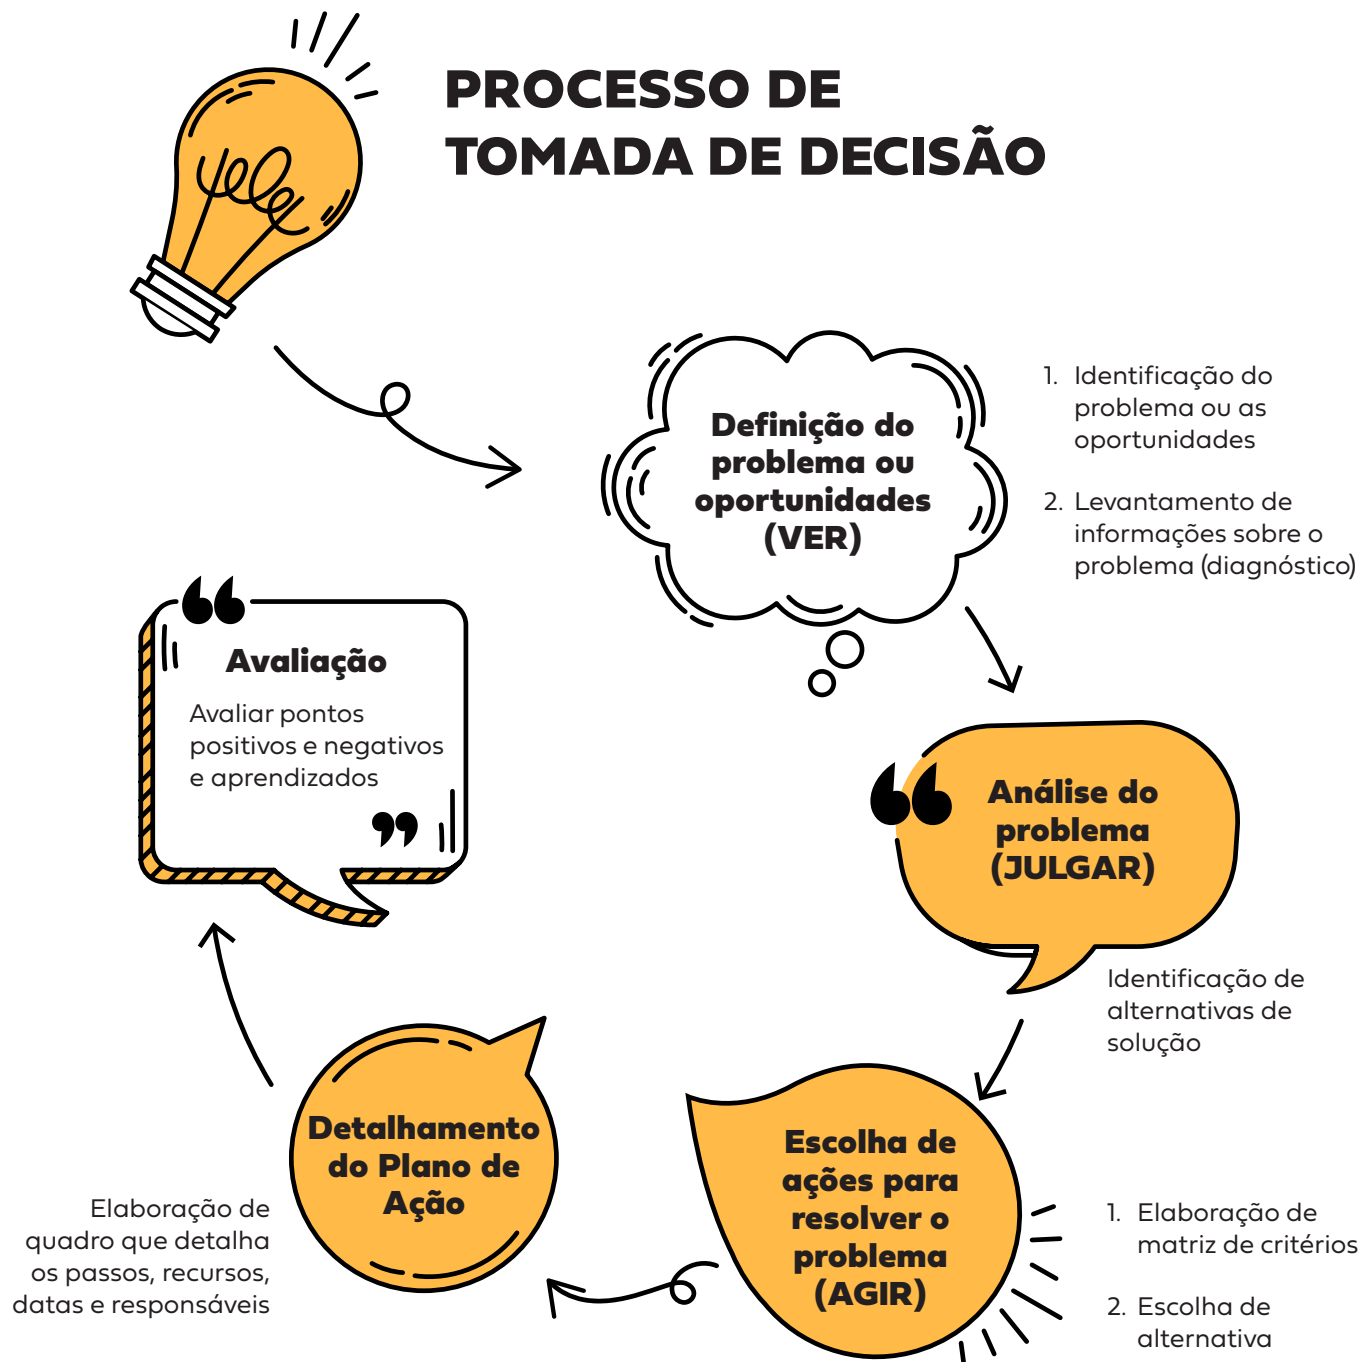 PROCESSO DE
TOMADA DE DECISÃO
Definição do
problema ou
oportunidades
(VER)
1. Identificação do
problema ou as
oportunidades
2. Levantamento de
informações sobre o
problema (diagnóstico)
Análise do
problema
(JULGAR)
Identificação de
alternativas de
solução
Escolha de
ações para
resolver o
problema
(AGIR)
1. Elaboração de
matriz de critérios
2. Escolha de
alternativa
Detalhamento
do Plano de
Ação
Elaboração de
quadro que detalha
os passos, recursos,
datas e responsáveis
Avaliação
Avaliar pontos
positivos e negativos
e aprendizados